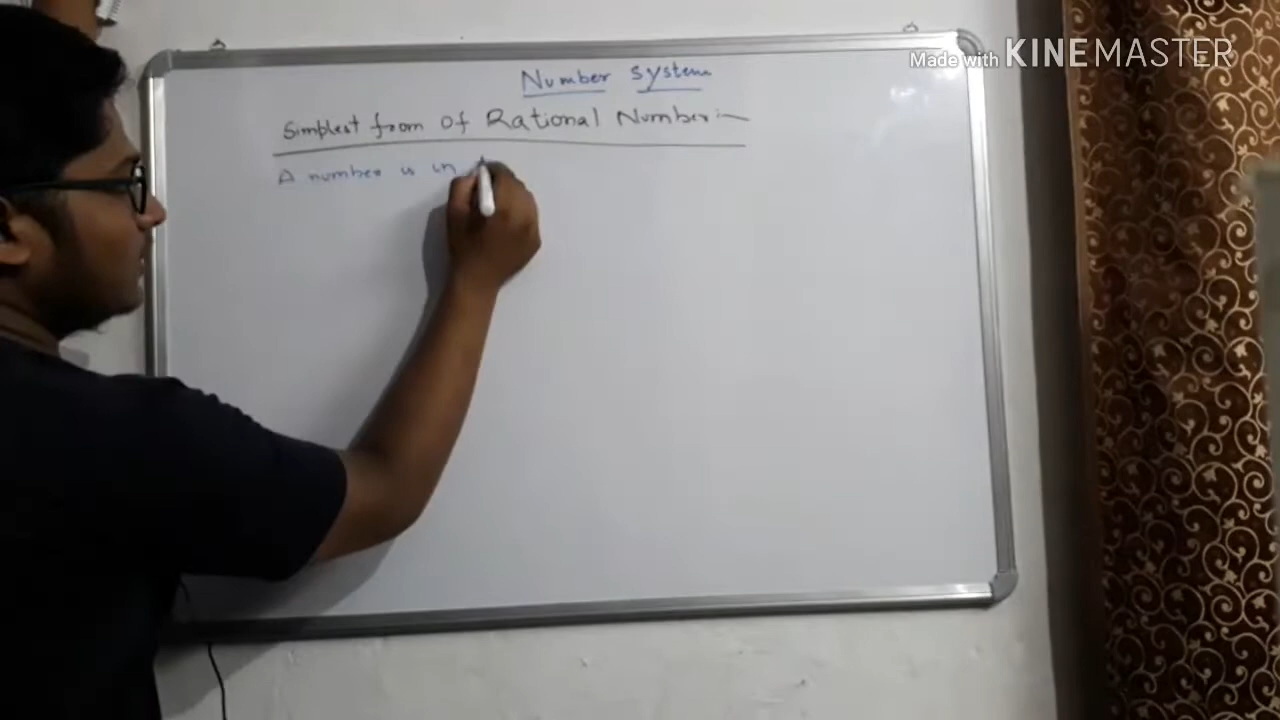 Made with KINEMASTER
Number system
Simplest from of Rational Number :-
A number is in